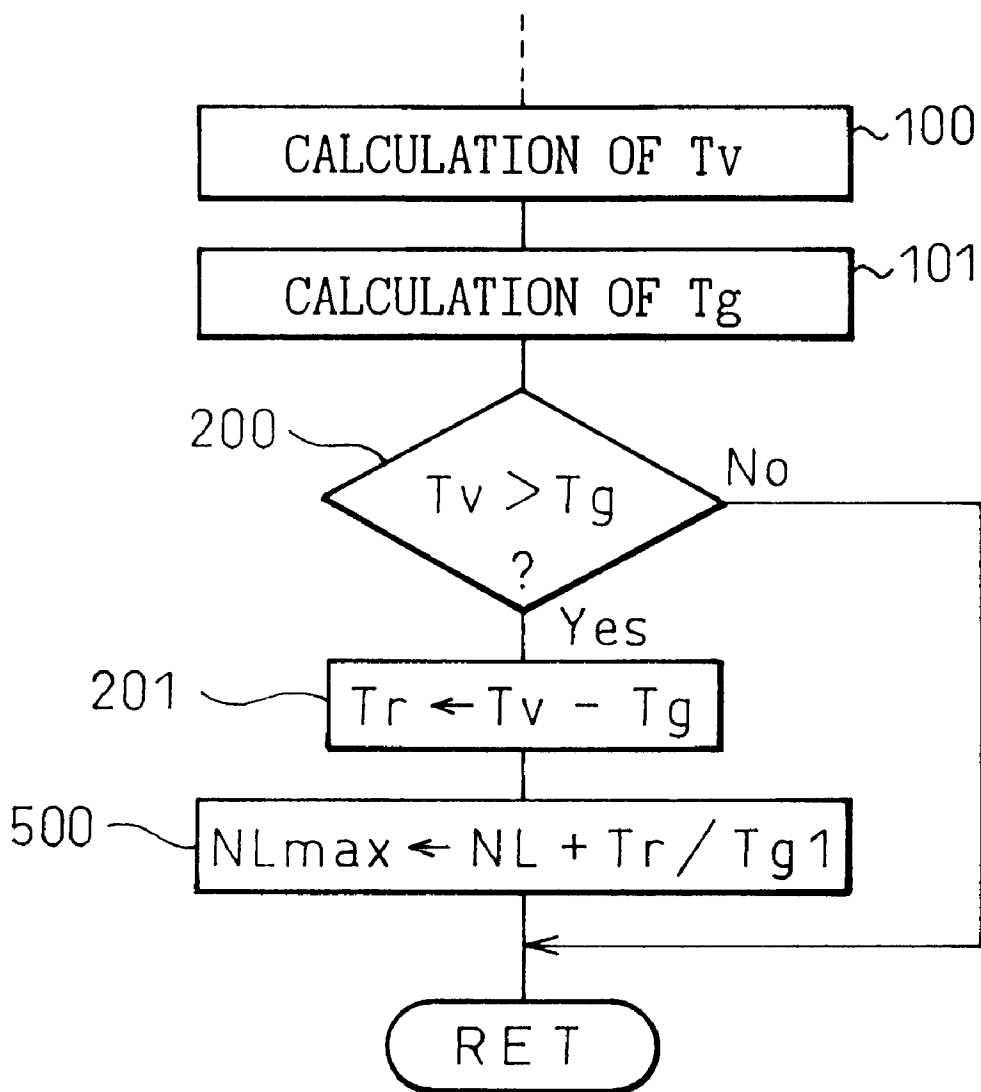 CALCULATION OF Tv
100
CALCULATION OF Tg
101
200
Tv > Tg
?
No
Yes
201
Tr ← Tv - Tg
500
NLmax ← NL + Tr / Tg1
RET